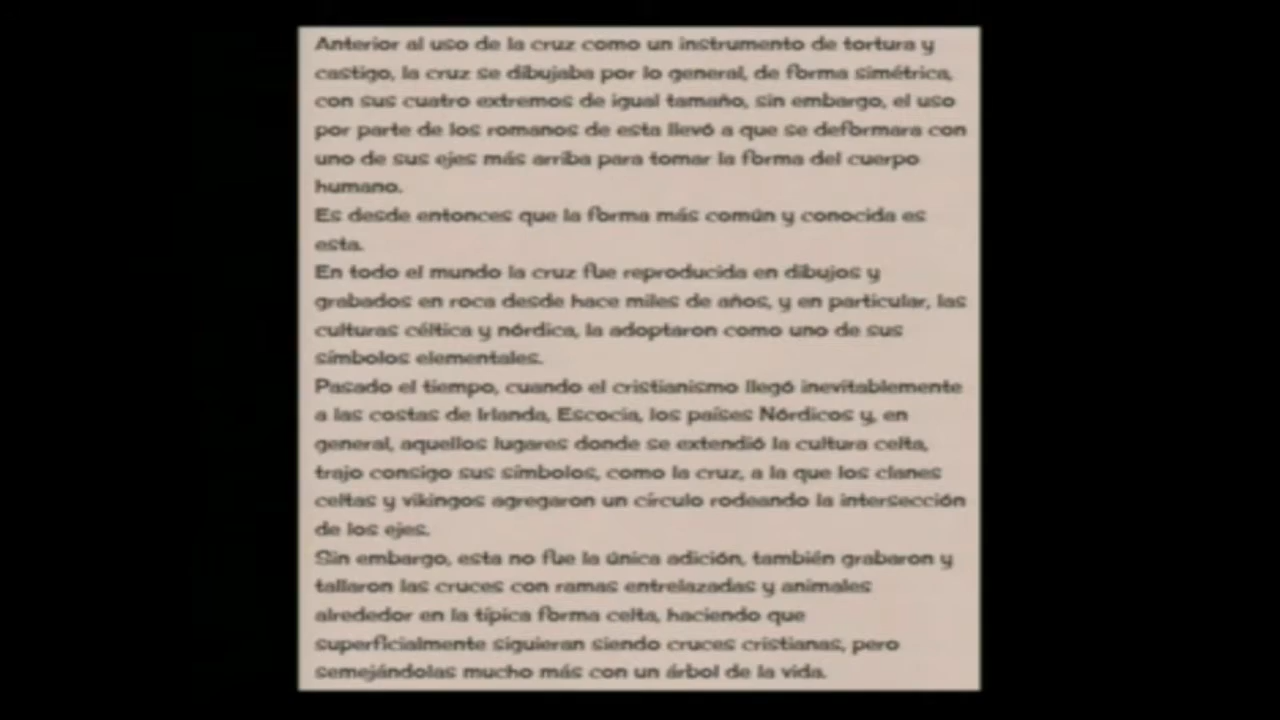 Anterior al uso de la cruz como un instrumento de tortura y
castigo, la cruz se dibujaba por lo general, de forma simétrica,
con sus cuatro extremos de igual tamaño, sin embargo, el uso
por parte de los romanos de esta llevó a que se deformara con
uno de sus ejes más arriba para tomar la forma del cuerpo
humano.
Es desde entonces que la forma más común y conocida es
esta.
En todo el mundo la cruz fue reproducida en dibujos y
grabados en roca desde hace miles de años, y en particular, las
culturas céltica y nórdica, la adoptaron como uno de sus
símbolos elementales.
Pasado el tiempo, cuando el cristianismo llegó inevitablemente
a las costas de Irlanda, Escocia, los países Nórdicos y, en
general, aquellos lugares donde se extendió la cultura celta,
trajo consigo sus símbolos, como la cruz, a la que los clanes
celtas y vikingos agregaron un círculo rodeando la intersección
de los ejes.
Sin embargo, esta no fue la única adición, también grabaron y
tallaron las cruces con ramas entrelazadas y animales
alrededor en la típica forma celta, haciendo que
superficialmente siguieran siendo cruces cristianas, pero
semejándolas mucho más con un árbol de la vida.